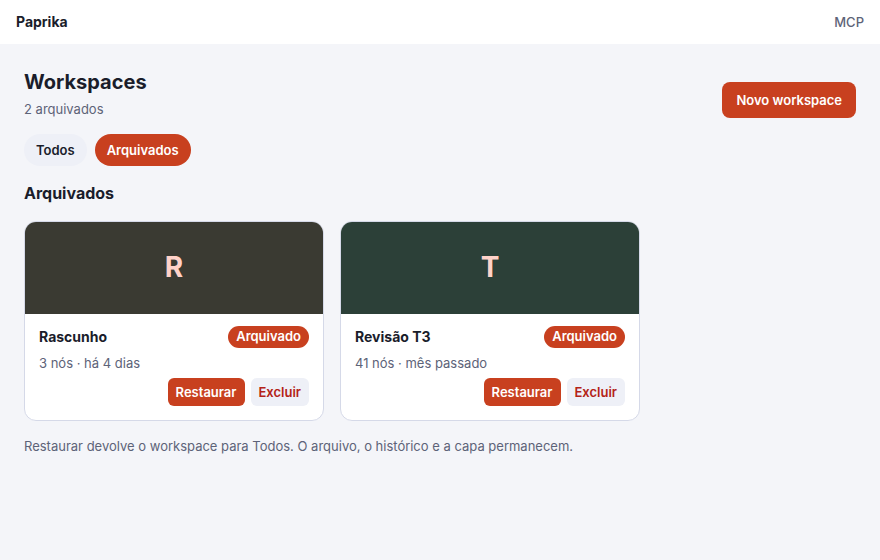 Paprika MCP
Workspaces
2 arquivados
Novo workspace
Todos Arquivados
Arquivados
R
T
Rascunho Arquivado
3 nós · há 4 dias
Restaurar Excluir
Revisão T3 Arquivado
41 nós · mês passado
Restaurar Excluir
Restaurar devolve o workspace para Todos. O arquivo, o histórico e a capa permanecem.